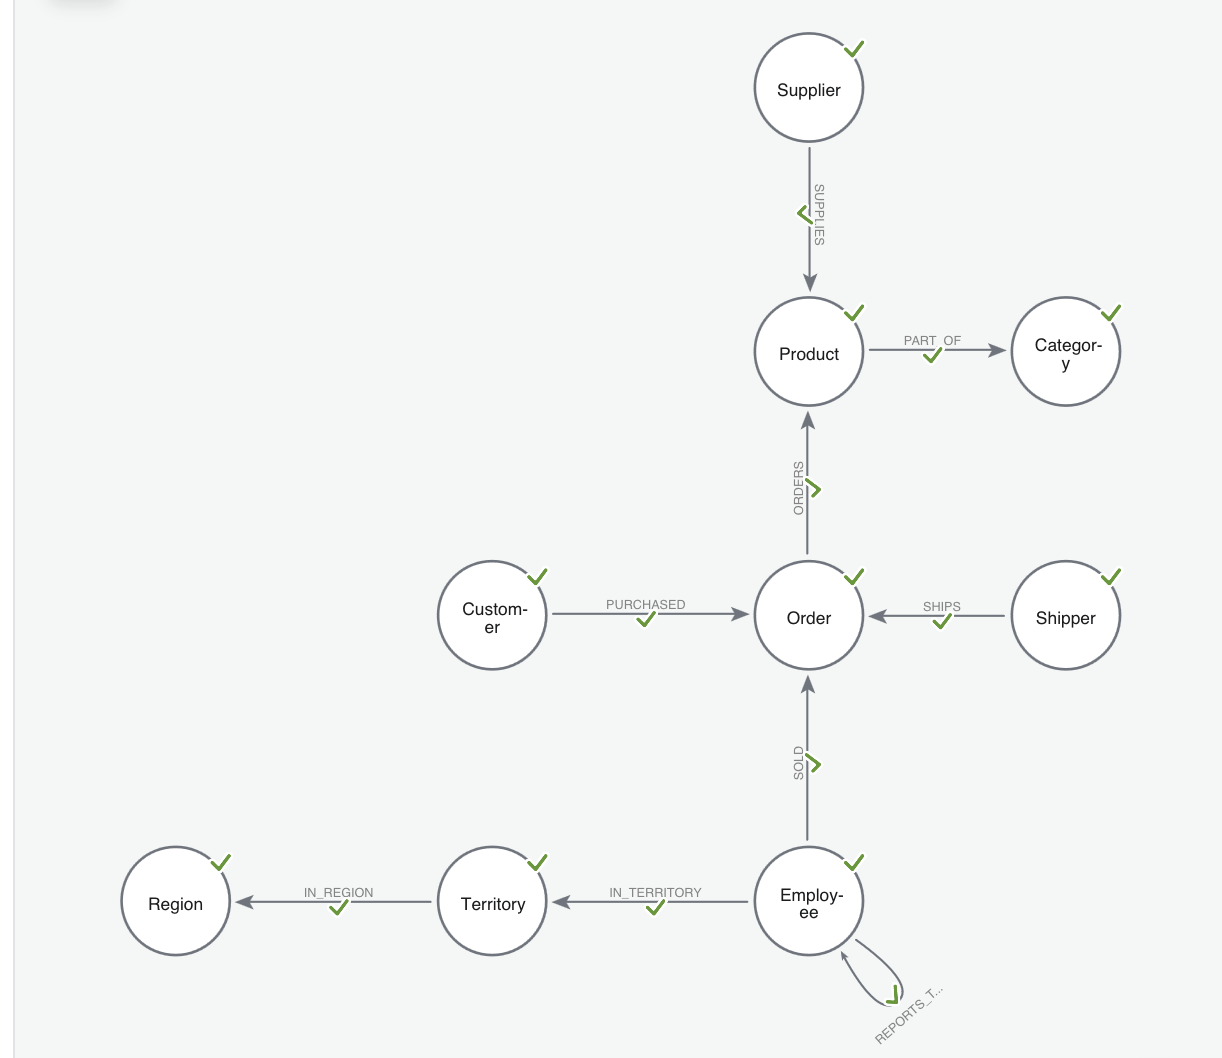 Supplier
SUPPLIES
Product
PART_OF
Categor-
y
ORDERS
Custom-
er
PURCHASED
Order
SHIPS
Shipper
SOLD
Region
IN_REGION
Territory
IN_TERRITORY
Employ-
ee
REPORTS_T...